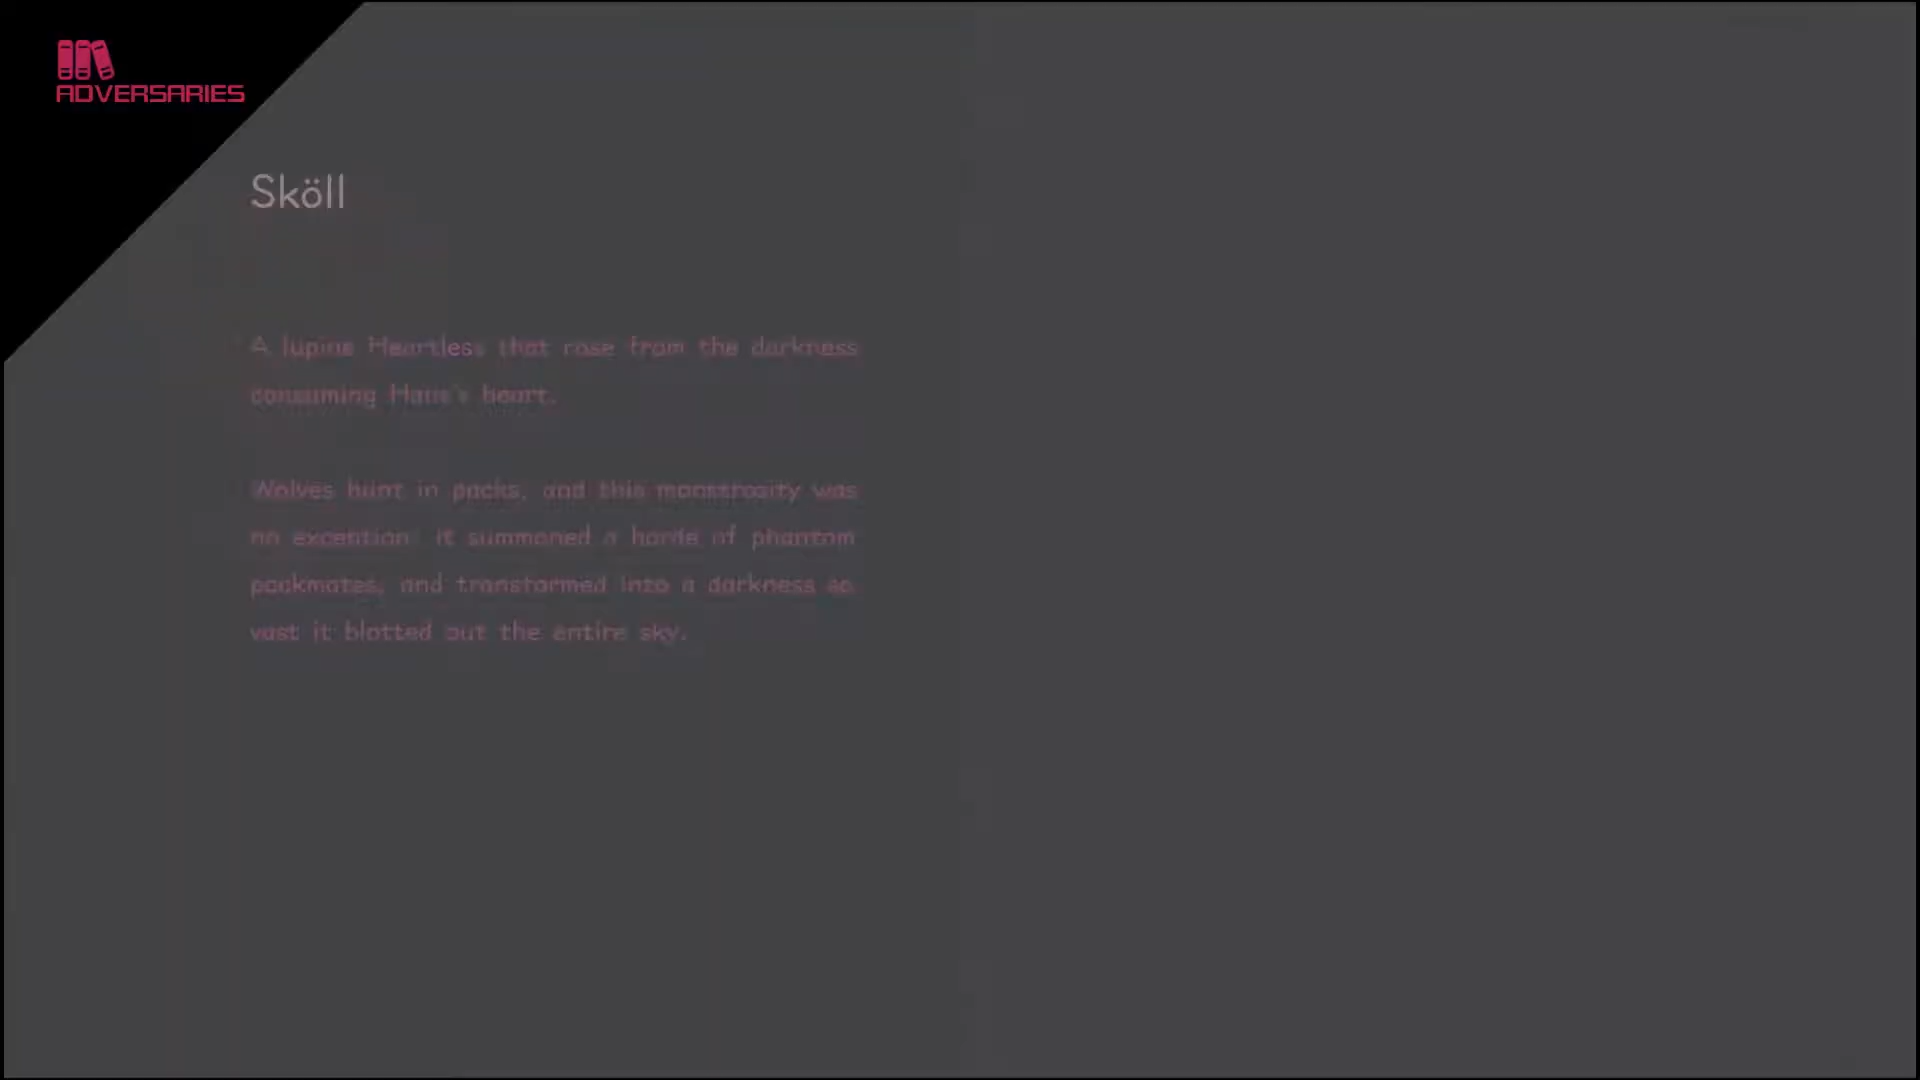 ADVERSARIES
Sköll
A lupine Heartless that rose from the darkness
consuming Hans's heart.
Wolves hunt in packs, and this monstrosity was
no exception: it summoned a horde of phantom
packmates, and transformed into a darkness so
vast it blotted out the entire sky.